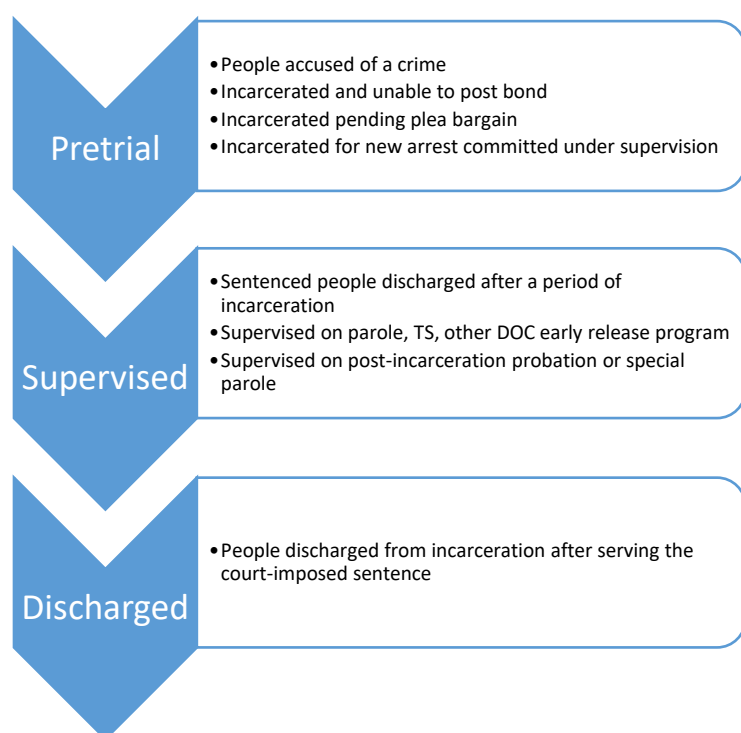 Pretrial
•People accused of a crime
•Incarcerated and unable to post bond
•Incarcerated pending plea bargain
•Incarcerated for new arrest committed under supervision
Supervised
•Sentenced people discharged after a period of
incarceration
•Supervised on parole, TS, other DOC early release program
•Supervised on post-incarceration probation or special
parole
Discharged
•People discharged from incarceration after serving the
court-imposed sentence